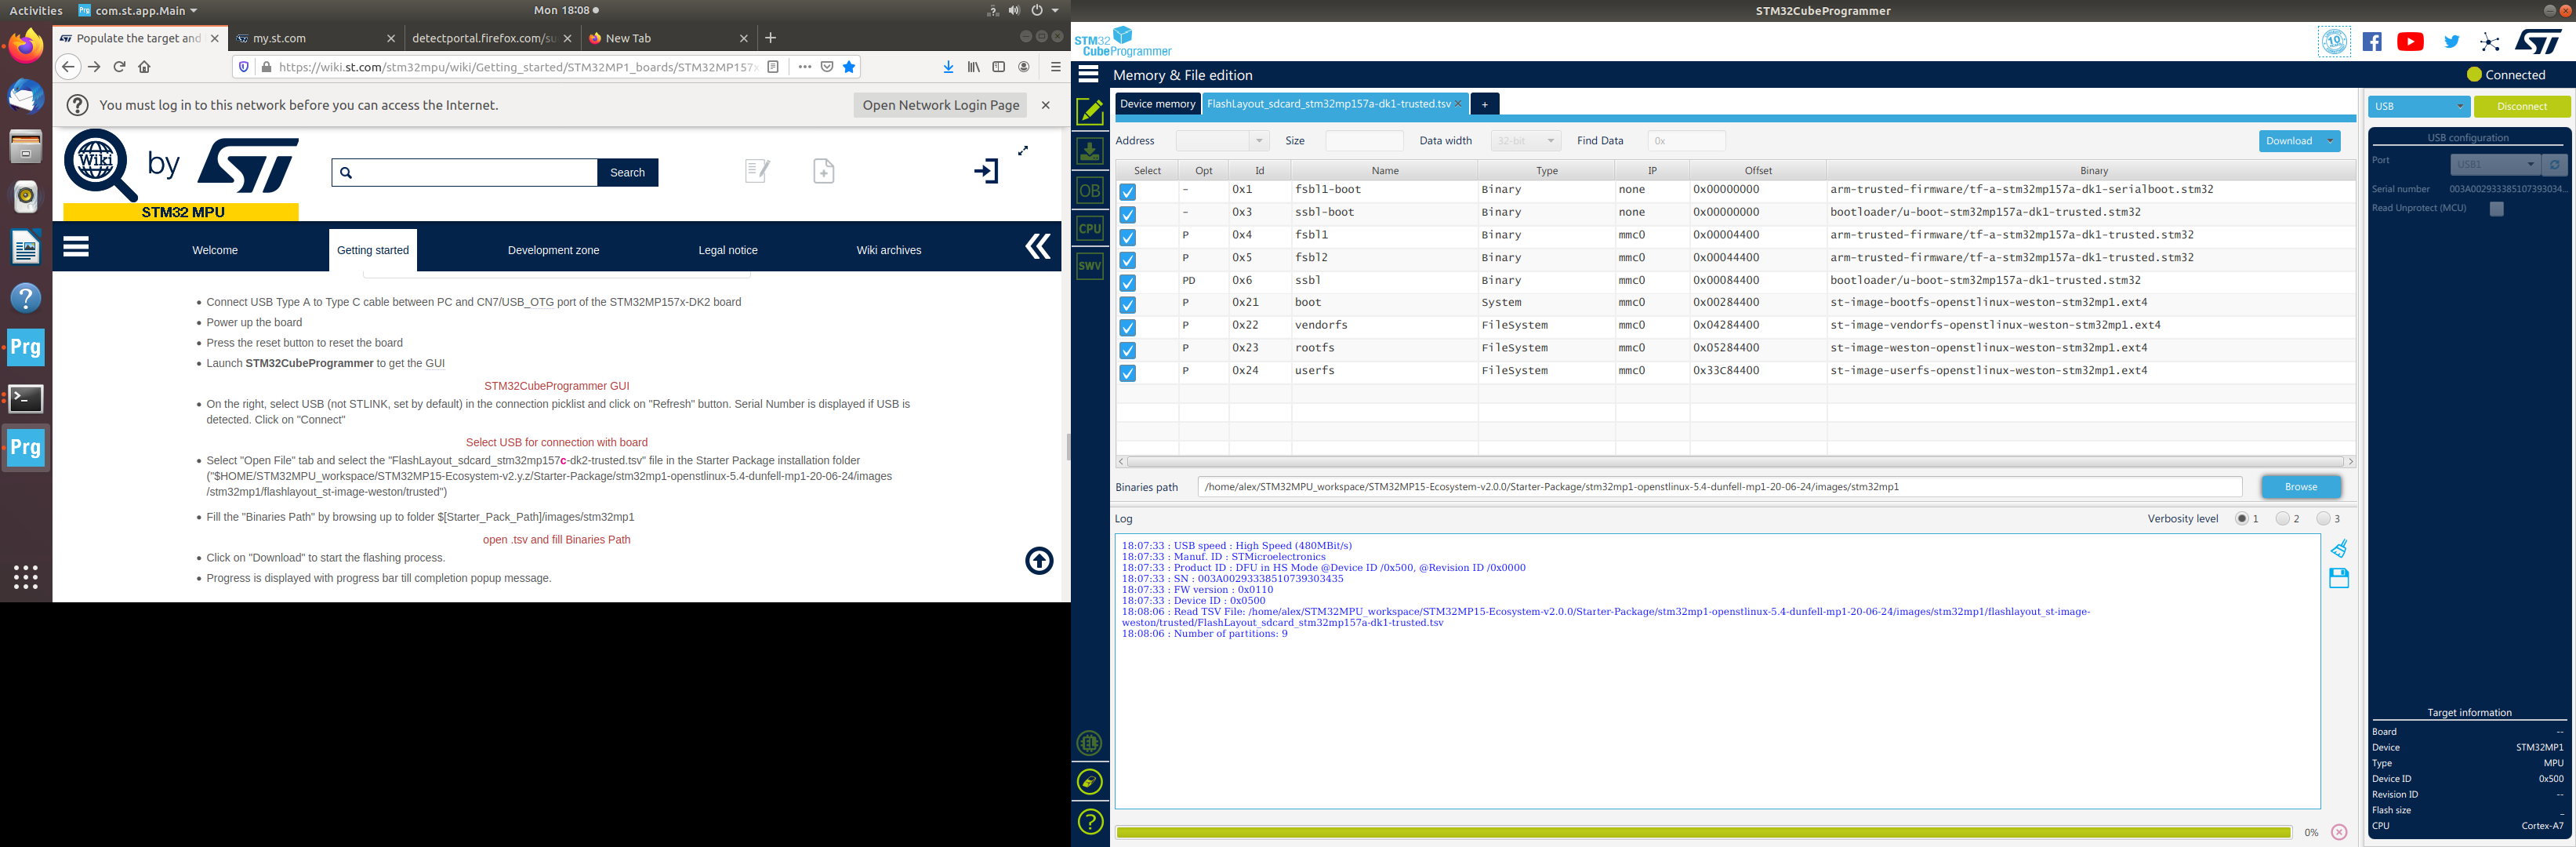 Activities
com.st.app.Main
Mon 18:08
Populate the target and
my.st.com
detectportal.firefox.com/su
New Tab
https://wiki.st.com/stm32mpu/wiki/Getting_started/STM32MP1_boards/STM32MP157x
You must log in to this network before you can access the Internet.
Open Network Login Page
Wiki by ST
Search
STM32 MPU
Welcome
Getting started
Development zone
Legal notice
Wiki archives
Connect USB Type A to Type C cable between PC and CN7/USB_OTG port of the STM32MP157x-DK2 board
Power up the board
Press the reset button to reset the board
Launch STM32CubeProgrammer to get the GUI
STM32CubeProgrammer GUI
On the right, select USB (not STLINK, set by default) in the connection picklist and click on "Refresh" button. Serial Number is displayed if USB is
detected. Click on "Connect"
Select USB for connection with board
Select "Open File" tab and select the "FlashLayout_sdcard_stm32mp157c-dk2-trusted.tsv" file in the Starter Package installation folder
("$HOME/STM32MPU_workspace/STM32MP15-Ecosystem-v2.y.z/Starter-Package/stm32mp1-openstlinux-5.4-dunfell-mp1-20-06-24/images
/stm32mp1/flashlayout_st-image-weston/trusted")
Fill the "Binaries Path" by browsing up to folder $[Starter_Pack_Path]/images/stm32mp1
open .tsv and fill Binaries Path
Click on "Download" to start the flashing process.
Progress is displayed with progress bar till completion popup message.
Prg
Prg
STM32CubeProgrammer
STM32
CubeProgrammer
10
ST
Memory & File edition
Connected
Device memory
FlashLayout_sdcard_stm32mp157a-dk1-trusted.tsv
+
Address
Size
Data width 32-bit
Find Data 0x
Download
Select Opt Id Name Type IP Offset Binary
- 0x1 fsbl1-boot Binary none 0x00000000 arm-trusted-firmware/tf-a-stm32mp157a-dk1-serialboot.stm32
- 0x3 ssbl-boot Binary none 0x00000000 bootloader/u-boot-stm32mp157a-dk1-trusted.stm32
P 0x4 fsbl1 Binary mmc0 0x00004400 arm-trusted-firmware/tf-a-stm32mp157a-dk1-trusted.stm32
P 0x5 fsbl2 Binary mmc0 0x00044400 arm-trusted-firmware/tf-a-stm32mp157a-dk1-trusted.stm32
PD 0x6 ssbl Binary mmc0 0x00084400 bootloader/u-boot-stm32mp157a-dk1-trusted.stm32
P 0x21 boot System mmc0 0x00284400 st-image-bootfs-openstlinux-weston-stm32mp1.ext4
P 0x22 vendorfs FileSystem mmc0 0x04284400 st-image-vendorfs-openstlinux-weston-stm32mp1.ext4
P 0x23 rootfs FileSystem mmc0 0x05284400 st-image-weston-openstlinux-weston-stm32mp1.ext4
P 0x24 userfs FileSystem mmc0 0x33C84400 st-image-userfs-openstlinux-weston-stm32mp1.ext4
Binaries path /home/alex/STM32MPU_workspace/STM32MP15-Ecosystem-v2.0.0/Starter-Package/stm32mp1-openstlinux-5.4-dunfell-mp1-20-06-24/images/stm32mp1
Browse
Log
Verbosity level 1 2 3
18:07:33 : USB speed : High Speed (480MBit/s)
18:07:33 : Manuf. ID : STMicroelectronics
18:07:33 : Product ID : DFU in HS Mode @Device ID /0x500, @Revision ID /0x0000
18:07:33 : SN : 003A00293338510739303435
18:07:33 : FW version : 0x0110
18:07:33 : Device ID : 0x0500
18:08:06 : Read TSV File: /home/alex/STM32MPU_workspace/STM32MP15-Ecosystem-v2.0.0/Starter-Package/stm32mp1-openstlinux-5.4-dunfell-mp1-20-06-24/images/stm32mp1/flashlayout_st-image-
weston/trusted/FlashLayout_sdcard_stm32mp157a-dk1-trusted.tsv
18:08:06 : Number of partitions: 9
0%
OB
CPU
SWV
USB
Disconnect
USB configuration
Port USB1
Serial number 003A002933385107393034...
Read Unprotect (MCU)
Target information
Board --
Device STM32MP1
Type MPU
Device ID 0x500
Revision ID --
Flash size _
CPU Cortex-A7